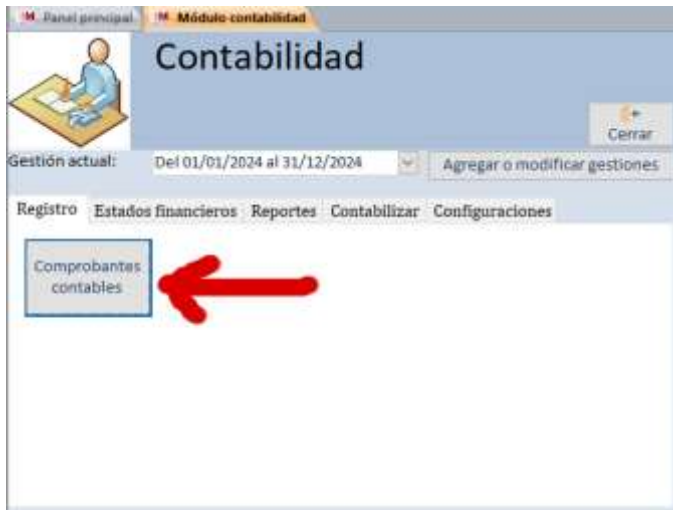 Panel principal Módulo contabilidad
Contabilidad
Cerrar
Gestión actual: Del 01/01/2024 al 31/12/2024 Agregar o modificar gestiones
Registro Estados financieros Reportes Contabilizar Configuraciones
Comprobantes
contables